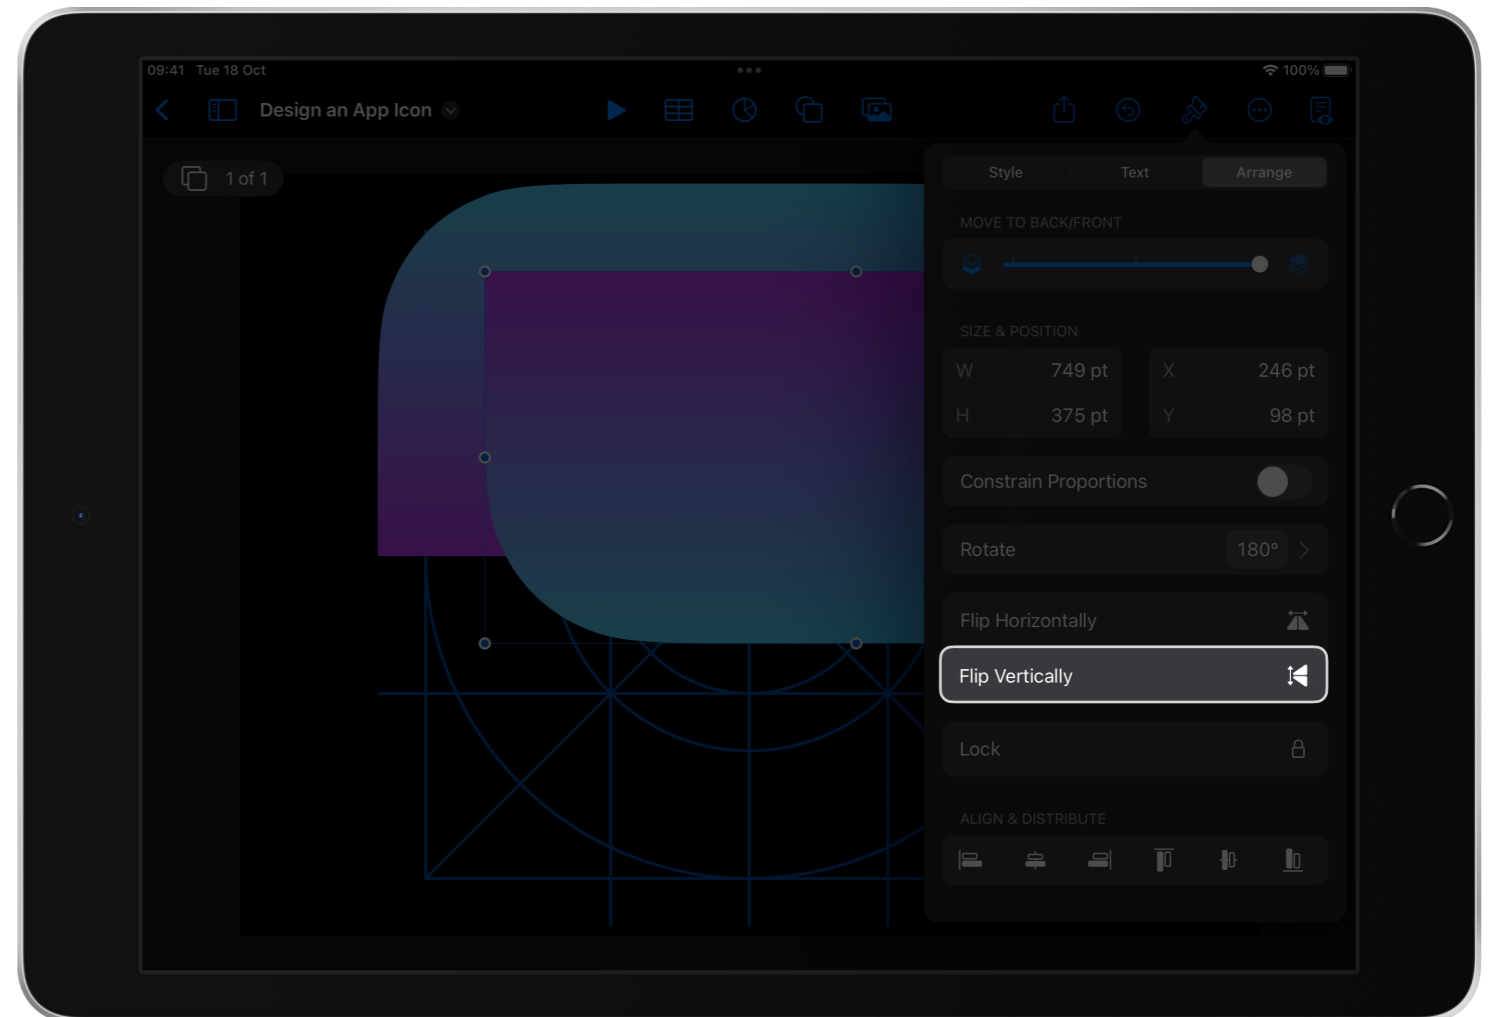 09:41 Tue 18 Oct
100%
Design an App Icon
1 of 1
Style Text Arrange
MOVE TO BACK/FRONT
SIZE & POSITION
W 749 pt X 246 pt
H 375 pt Y 98 pt
Constrain Proportions
Rotate 180°
Flip Horizontally
Flip Vertically
Lock
ALIGN & DISTRIBUTE